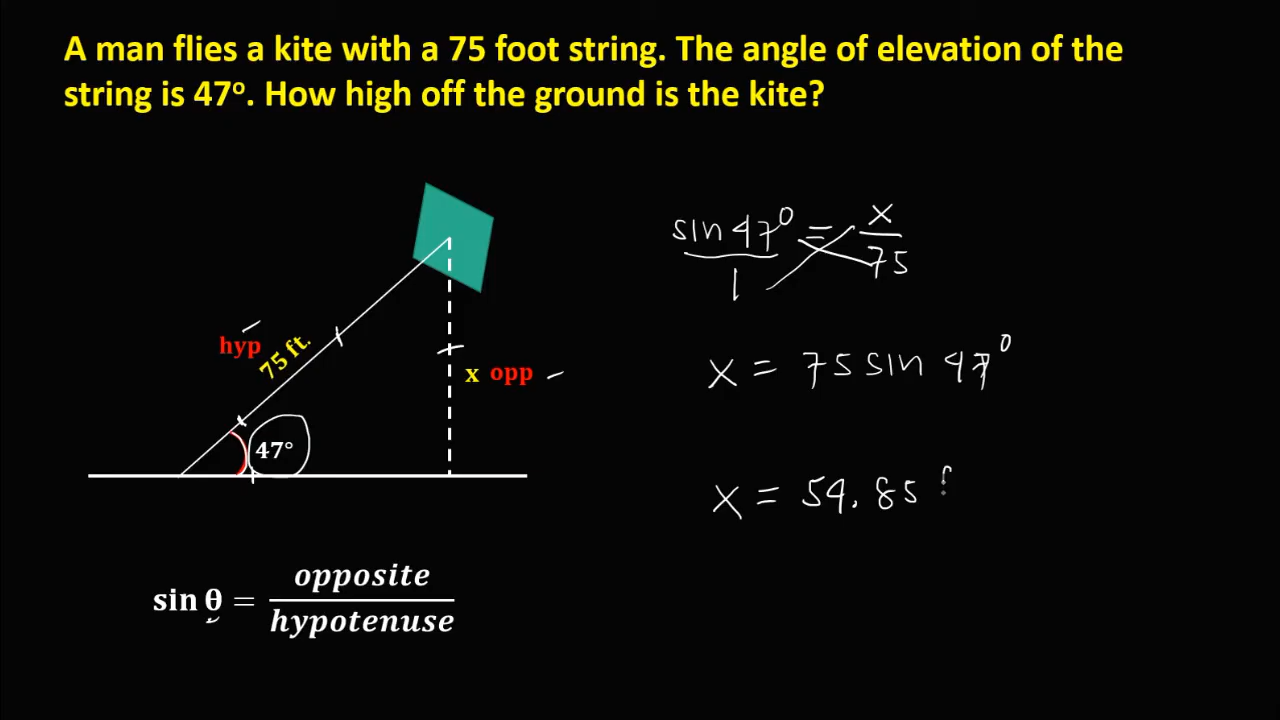 A man flies a kite with a 75 foot string. The angle of elevation of the
string is 47°. How high off the ground is the kite?
sin 47° = x
1 75
hyp
75 ft.
x opp
x = 75 sin 47°
47°
x = 54.85
sin θ = opposite
hypotenuse